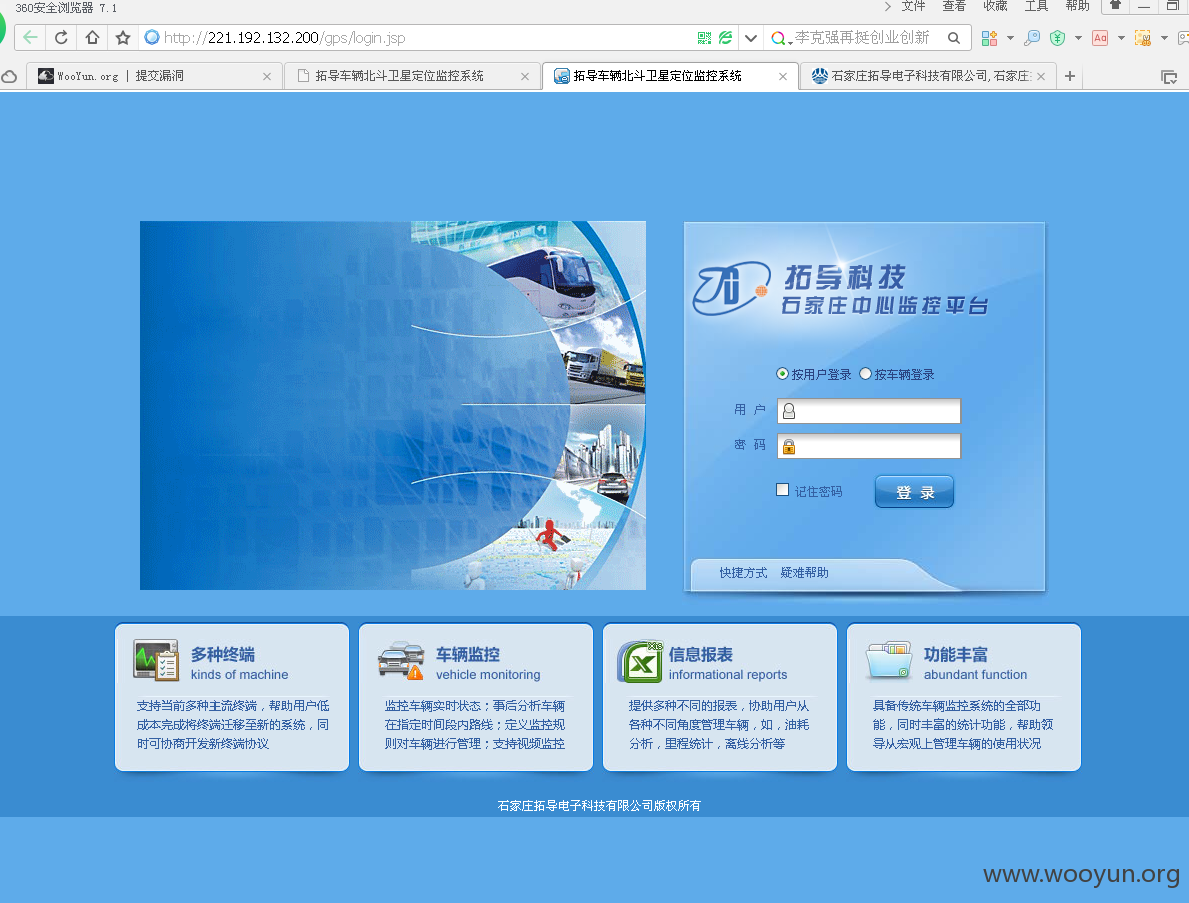 360安全浏览器 7.1
文件 查看 收藏 工具 帮助
http://221.192.132.200/gps/login.jsp
李克强再挺创业创新
WooYun.org | 提交漏洞
拓导车辆北斗卫星定位监控系统
拓导车辆北斗卫星定位监控系统
石家庄拓导电子科技有限公司,石家庄
拓导科技
石家庄中心监控平台
按用户登录 按车辆登录
用 户
密 码
记住密码
登 录
快捷方式 疑难帮助
多种终端
kinds of machine
支持当前多种主流终端，帮助用户低
成本完成将终端迁移至新的系统，同
时可协商开发新终端协议
车辆监控
vehicle monitoring
监控车辆实时状态；事后分析车辆
在指定时间段内路线；定义监控规
则对车辆进行管理；支持视频监控
信息报表
informational reports
提供多种不同的报表，协助用户从
各种不同角度管理车辆，如，油耗
分析，里程统计，离线分析等
功能丰富
abundant function
具备传统车辆监控系统的全部功
能，同时丰富的统计功能，帮助领
导从宏观上管理车辆的使用状况
石家庄拓导电子科技有限公司版权所有
www.wooyun.org